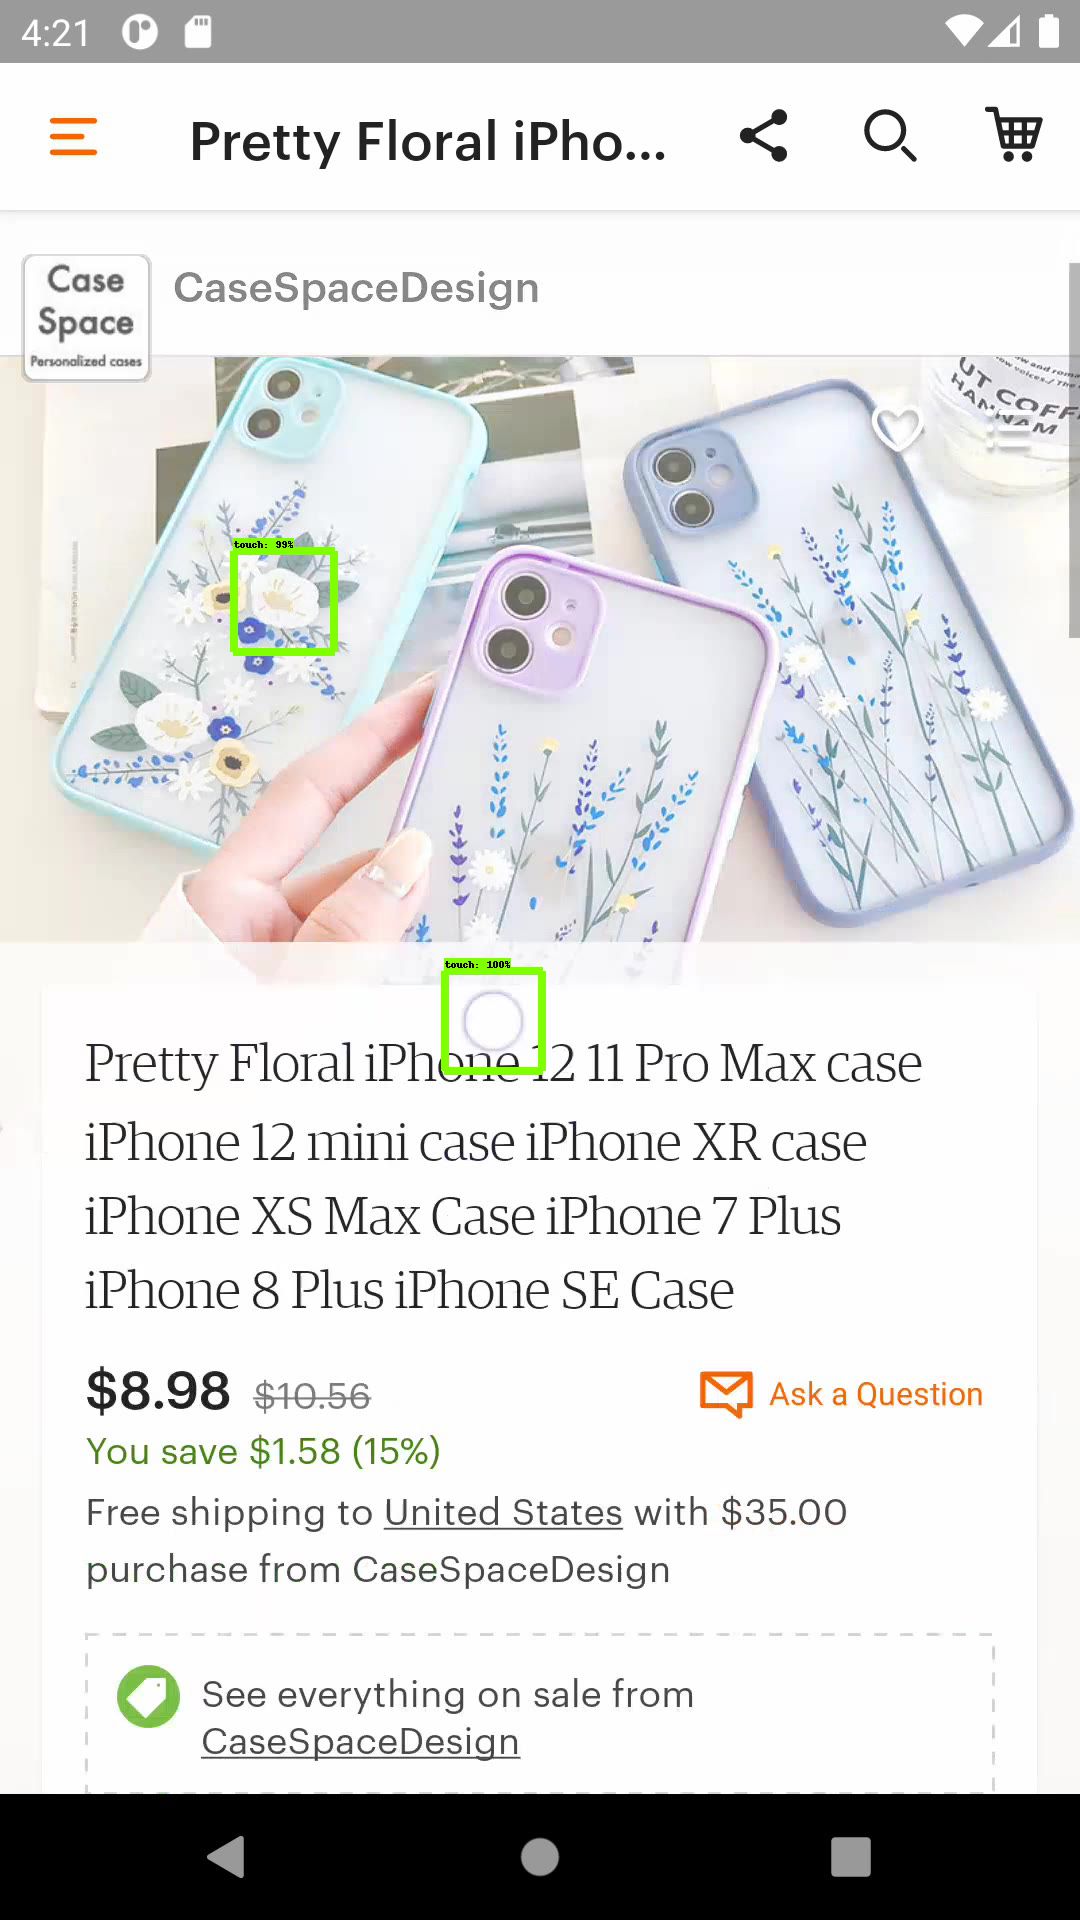 4:21
Pretty Floral iPho...
Case
Space
Personalized cases
CaseSpaceDesign
UT COFF
HANNAM
touch: 99%
touch: 100%
Pretty Floral iPhone 12 11 Pro Max case
iPhone 12 mini case iPhone XR case
iPhone XS Max Case iPhone 7 Plus
iPhone 8 Plus iPhone SE Case
$8.98 $10.56
Ask a Question
You save $1.58 (15%)
Free shipping to United States with $35.00
purchase from CaseSpaceDesign
See everything on sale from
CaseSpaceDesign